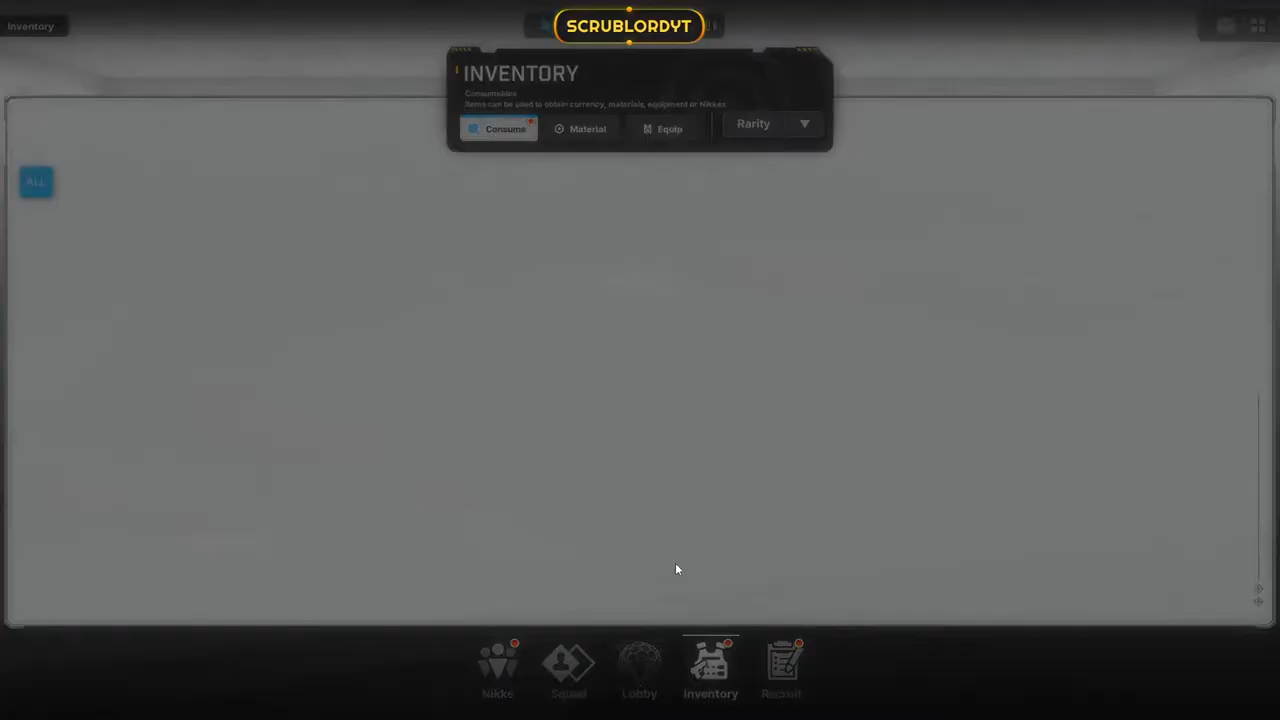 Inventory
SCRUBLORDYT
INVENTORY
Consumables
Items can be used to obtain currency, materials, equipment or Nikkes
Consume
Material
Equip
Rarity
ALL
Nikke
Squad
Lobby
Inventory
Recruit